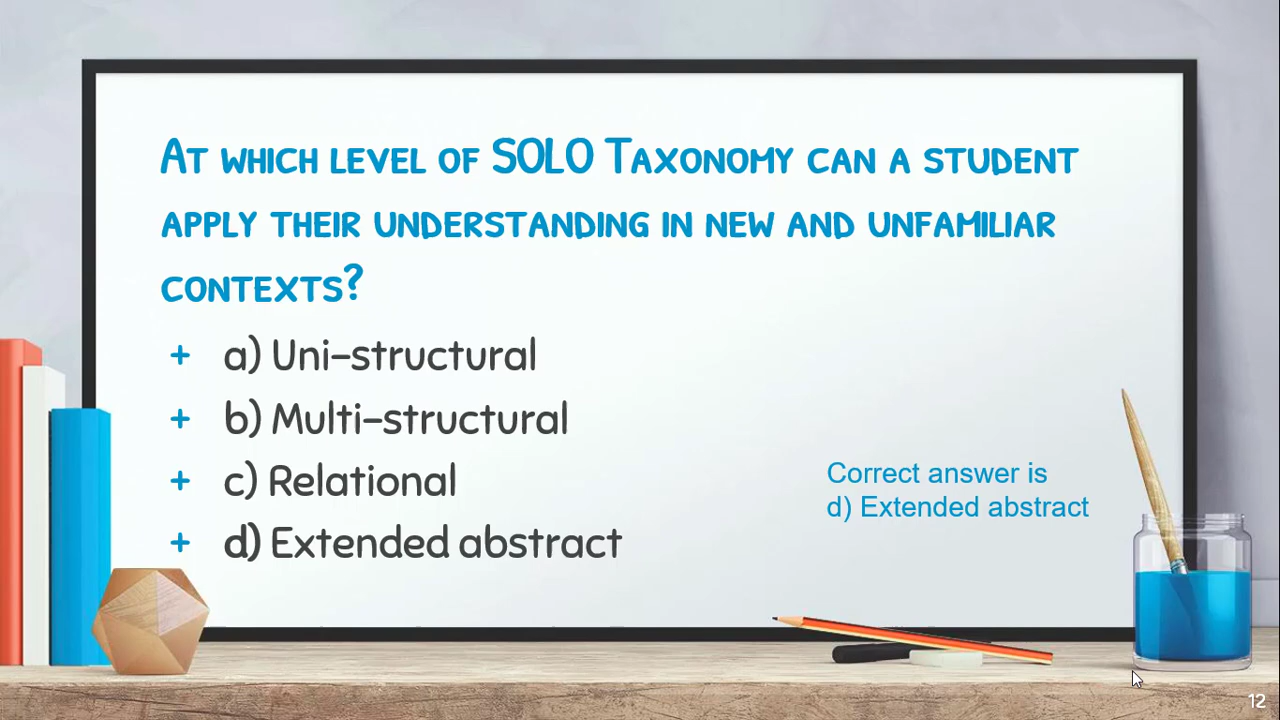 At which level of SOLO Taxonomy can a student
apply their understanding in new and unfamiliar
contexts?
+ a) Uni-structural
+ b) Multi-structural
+ c) Relational
+ d) Extended abstract
Correct answer is
d) Extended abstract
12